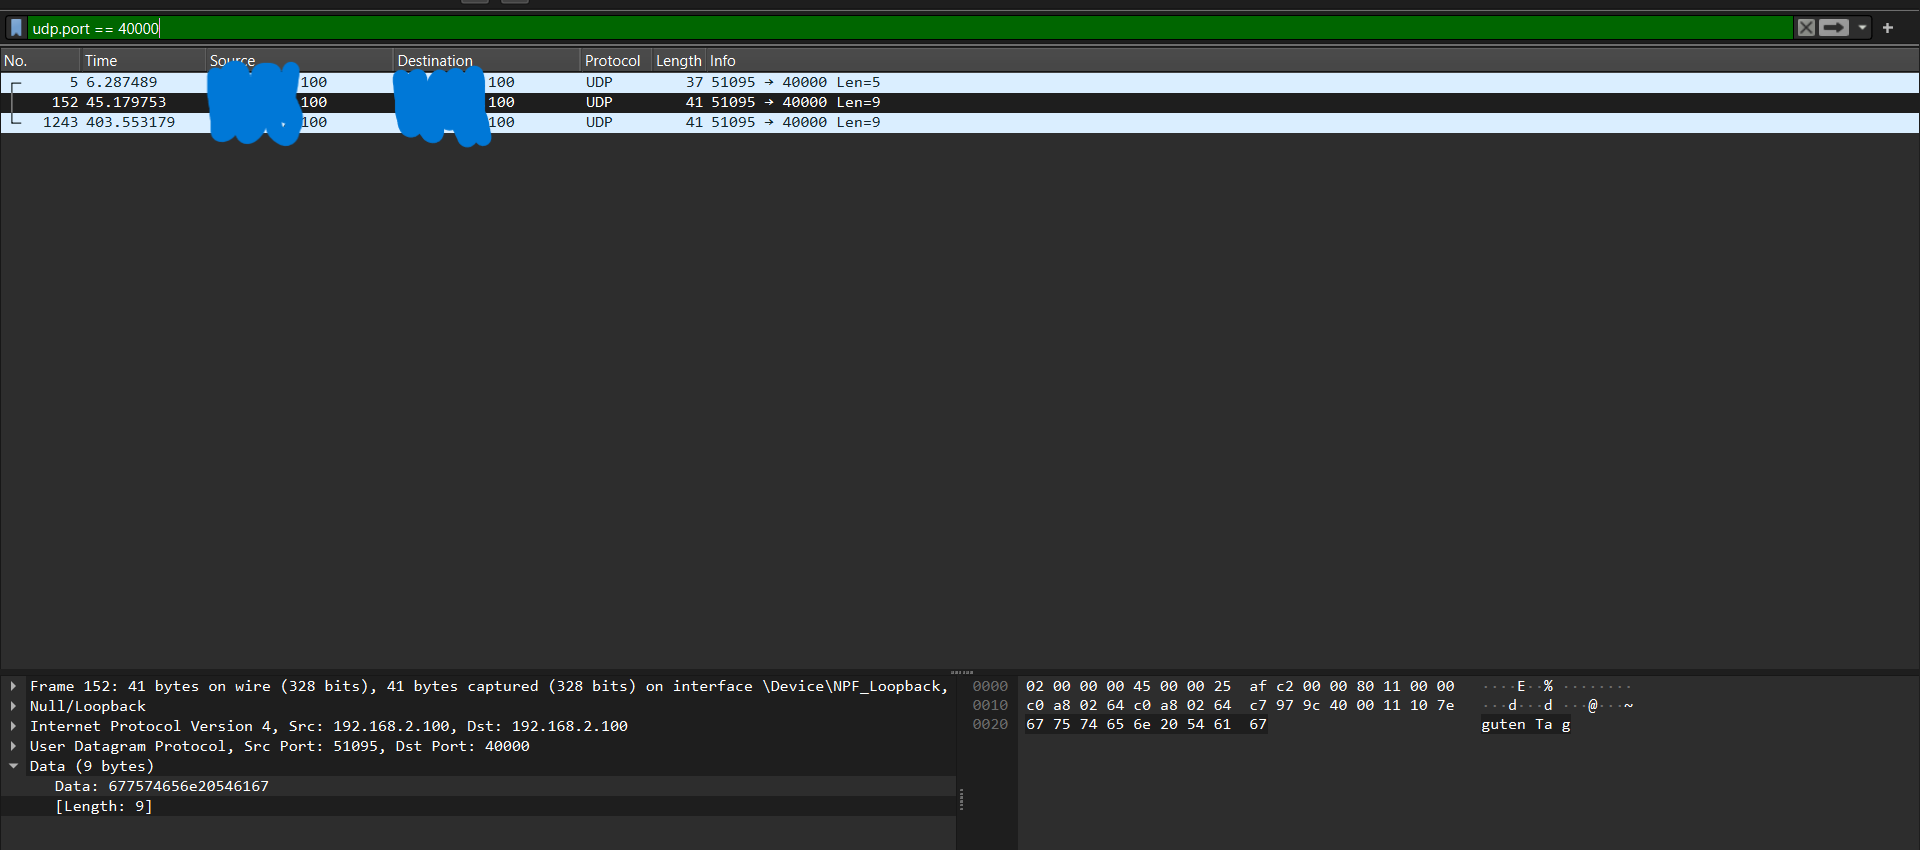 udp.port == 40000
No. Time Source Destination Protocol Length Info
5 6.287489 100 100 UDP 37 51095 → 40000 Len=5
152 45.179753 100 100 UDP 41 51095 → 40000 Len=9
1243 403.553179 100 100 UDP 41 51095 → 40000 Len=9
Frame 152: 41 bytes on wire (328 bits), 41 bytes captured (328 bits) on interface \Device\NPF_Loopback,
Null/Loopback
Internet Protocol Version 4, Src: 192.168.2.100, Dst: 192.168.2.100
User Datagram Protocol, Src Port: 51095, Dst Port: 40000
Data (9 bytes)
Data: 677574656e20546167
[Length: 9]
0000 02 00 00 00 45 00 00 25 af c2 00 00 80 11 00 00 ····E··% ········
0010 c0 a8 02 64 c0 a8 02 64 c7 97 9c 40 00 11 10 7e ···d···d ···@···~
0020 67 75 74 65 6e 20 54 61 67 guten Ta g